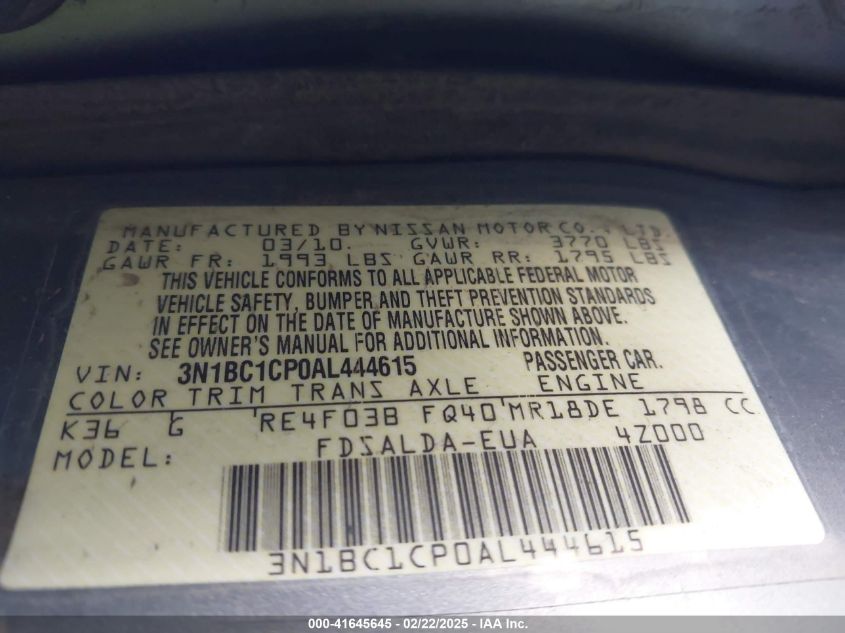 MANUFACTURED BY NISSAN MOTOR CO., LTD.
DATE: 03/10. GVWR: 3770 LBS
GAWR FR: 1993 LBS GAWR RR: 1795 LBS
THIS VEHICLE CONFORMS TO ALL APPLICABLE FEDERAL MOTOR
VEHICLE SAFETY, BUMPER AND THEFT PREVENTION STANDARDS
IN EFFECT ON THE DATE OF MANUFACTURE SHOWN ABOVE.
SEE OWNER'S MANUAL FOR ADDITIONAL INFORMATION.
VIN: 3N1BC1CP0AL444615 PASSENGER CAR.
COLOR TRIM TRANS AXLE ENGINE
K36 G RE4F03B FQ40 MR18DE 1798 CC
MODEL: FDSALDA-EUA 4Z000
3N1BC1CP0AL444615
000-41645645 / 02/22/2025 - IAA Inc.